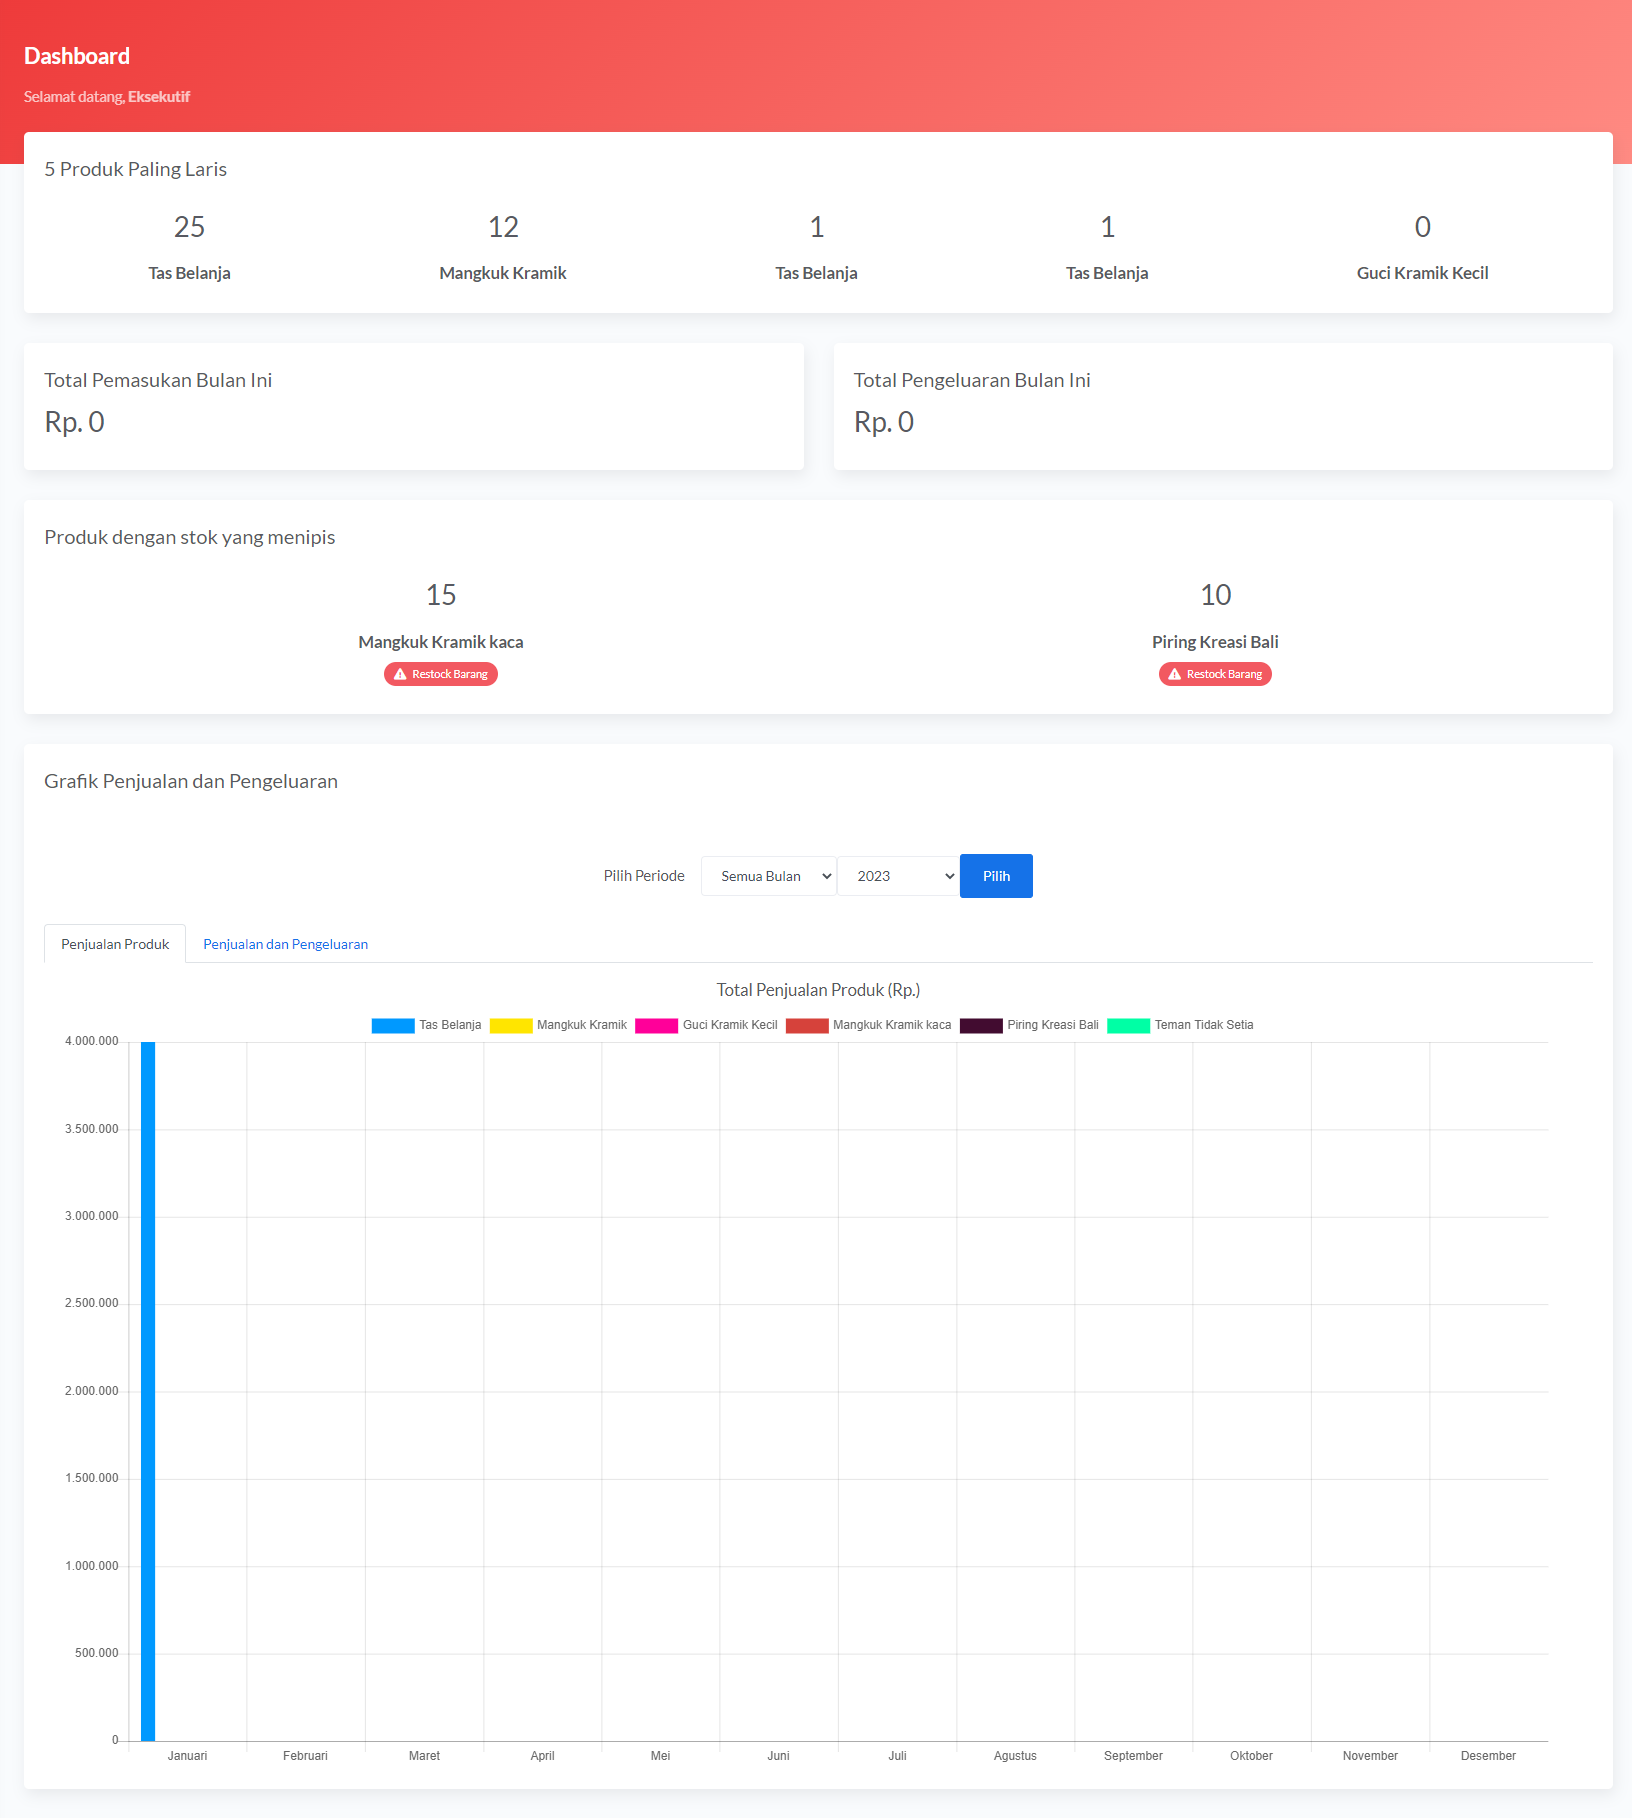 Dashboard
Selamat datang, Eksekutif
5 Produk Paling Laris
25 12 1 1 0
Tas Belanja Mangkuk Kramik Tas Belanja Tas Belanja Guci Kramik Kecil
Total Pemasukan Bulan Ini
Rp. 0
Total Pengeluaran Bulan Ini
Rp. 0
Produk dengan stok yang menipis
15 10
Mangkuk Kramik kaca Piring Kreasi Bali
Restock Barang Restock Barang
Grafik Penjualan dan Pengeluaran
Pilih Periode Semua Bulan 2023 Pilih
Penjualan Produk Penjualan dan Pengeluaran
Total Penjualan Produk (Rp.)
Tas Belanja Mangkuk Kramik Guci Kramik Kecil Mangkuk Kramik kaca Piring Kreasi Bali Teman Tidak Setia
4.000.000
3.500.000
3.000.000
2.500.000
2.000.000
1.500.000
1.000.000
500.000
0
Januari Februari Maret April Mei Juni Juli Agustus September Oktober November Desember